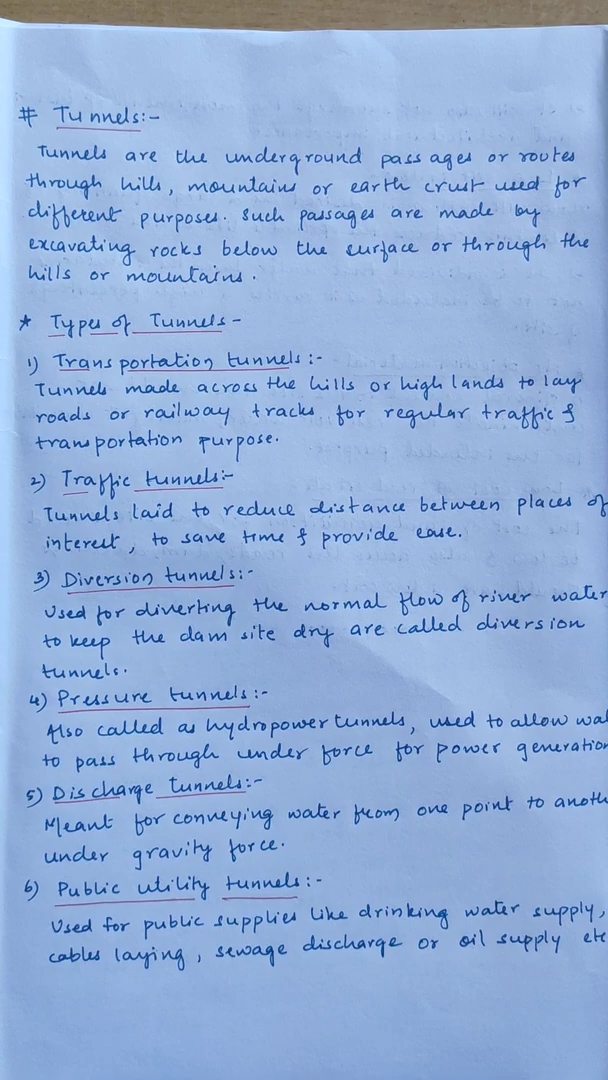 # Tunnels:-
Tunnels are the underground passages or routes
through hills, mountains or earth crust used for
different purposes. Such passages are made by
excavating rocks below the surface or through the
hills or mountains.
* Types of Tunnels -
1) Transportation tunnels:-
Tunnels made across the hills or high lands to lay
roads or railway tracks for regular traffic &
transportation purpose.
2) Traffic tunnels:-
Tunnels laid to reduce distance between places of
interest, to save time & provide ease.
3) Diversion tunnels:-
Used for diverting the normal flow of river water
to keep the dam site dry are called diversion
tunnels.
4) Pressure tunnels:-
Also called as hydropower tunnels, used to allow wa
to pass through under force for power generation
5) Discharge tunnels:-
Meant for conveying water from one point to anoth
under gravity force.
6) Public utility tunnels:-
Used for public supplies like drinking water supply,
cables laying, sewage discharge or oil supply etc